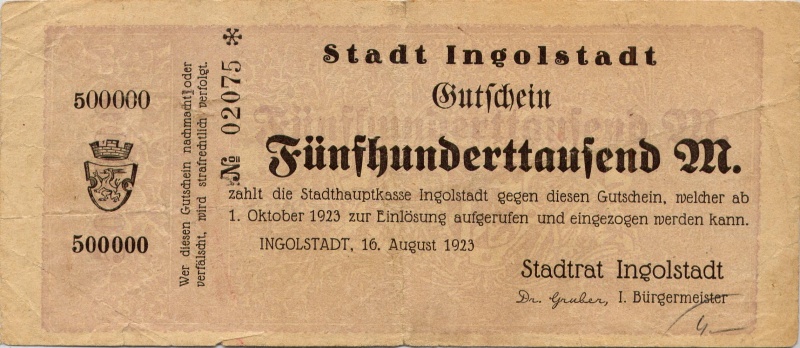 500000
500000
Wer diesen Gutschein nachmacht oder
verfälscht, wird strafrechtlich verfolgt.
№ 02075 *
Stadt Ingolstadt
Gutschein
Fünfhunderttausend M.
zahlt die Stadthauptkasse Ingolstadt gegen diesen Gutschein, welcher ab
1. Oktober 1923 zur Einlösung aufgerufen und eingezogen werden kann.
INGOLSTADT, 16. August 1923
Stadtrat Ingolstadt
Dr. Gruber, I. Bürgermeister